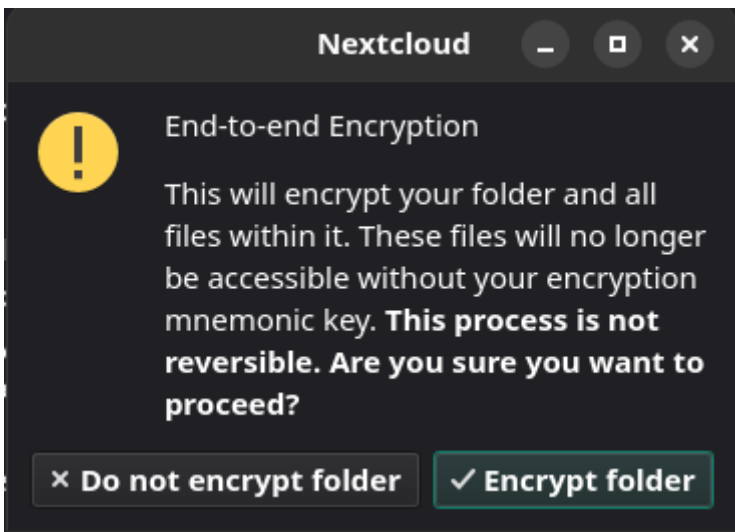 Nextcloud
End-to-end Encryption
This will encrypt your folder and all
files within it. These files will no longer
be accessible without your encryption
mnemonic key. This process is not
reversible. Are you sure you want to
proceed?
Do not encrypt folder
Encrypt folder